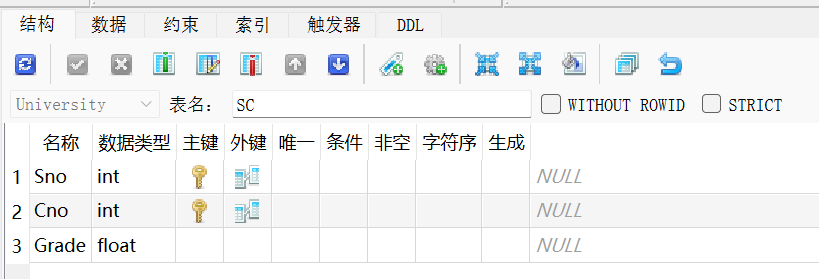 结构 数据 约束 索引 触发器 DDL
University 表名: SC WITHOUT ROWID STRICT
名称 数据类型 主键 外键 唯一 条件 非空 字符序 生成
1 Sno int NULL
2 Cno int NULL
3 Grade float NULL